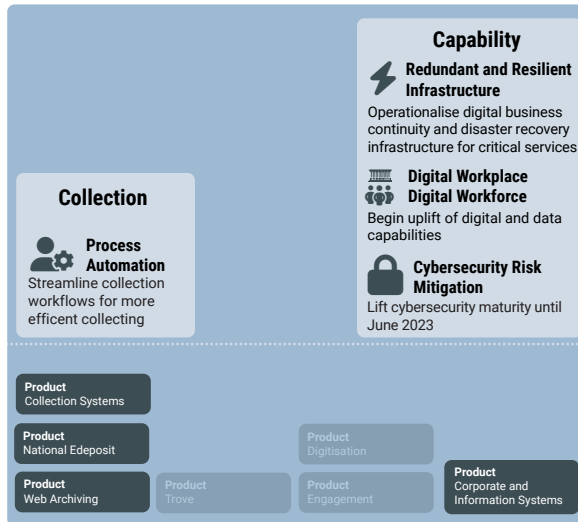 Capability
Redundant and Resilient
Infrastructure
Operationalise digital business
continuity and disaster recovery
infrastructure for critical services
Digital Workplace
Digital Workforce
Begin uplift of digital and data
capabilities
Cybersecurity Risk
Mitigation
Lift cybersecurity maturity until
June 2023
Collection
Process
Automation
Streamline collection
workflows for more
efficent collecting
Product
Collection Systems
Product
National Edeposit
Product
Digitisation
Product
Web Archiving
Product
Trove
Product
Engagement
Product
Corporate and
Information Systems